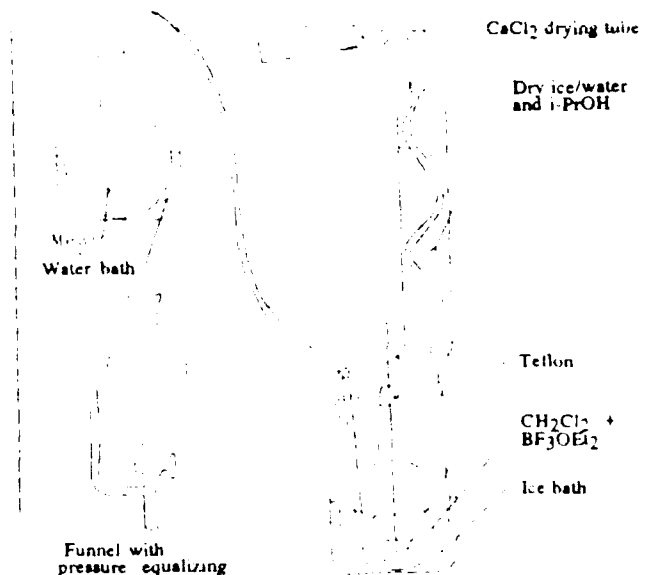 CaCl2 drying tube
Dry ice/water
and i-PrOH
Water bath
Teflon
CH2Cl2 +
BF3OEt2
Ice bath
Funnel with
pressure equalizing